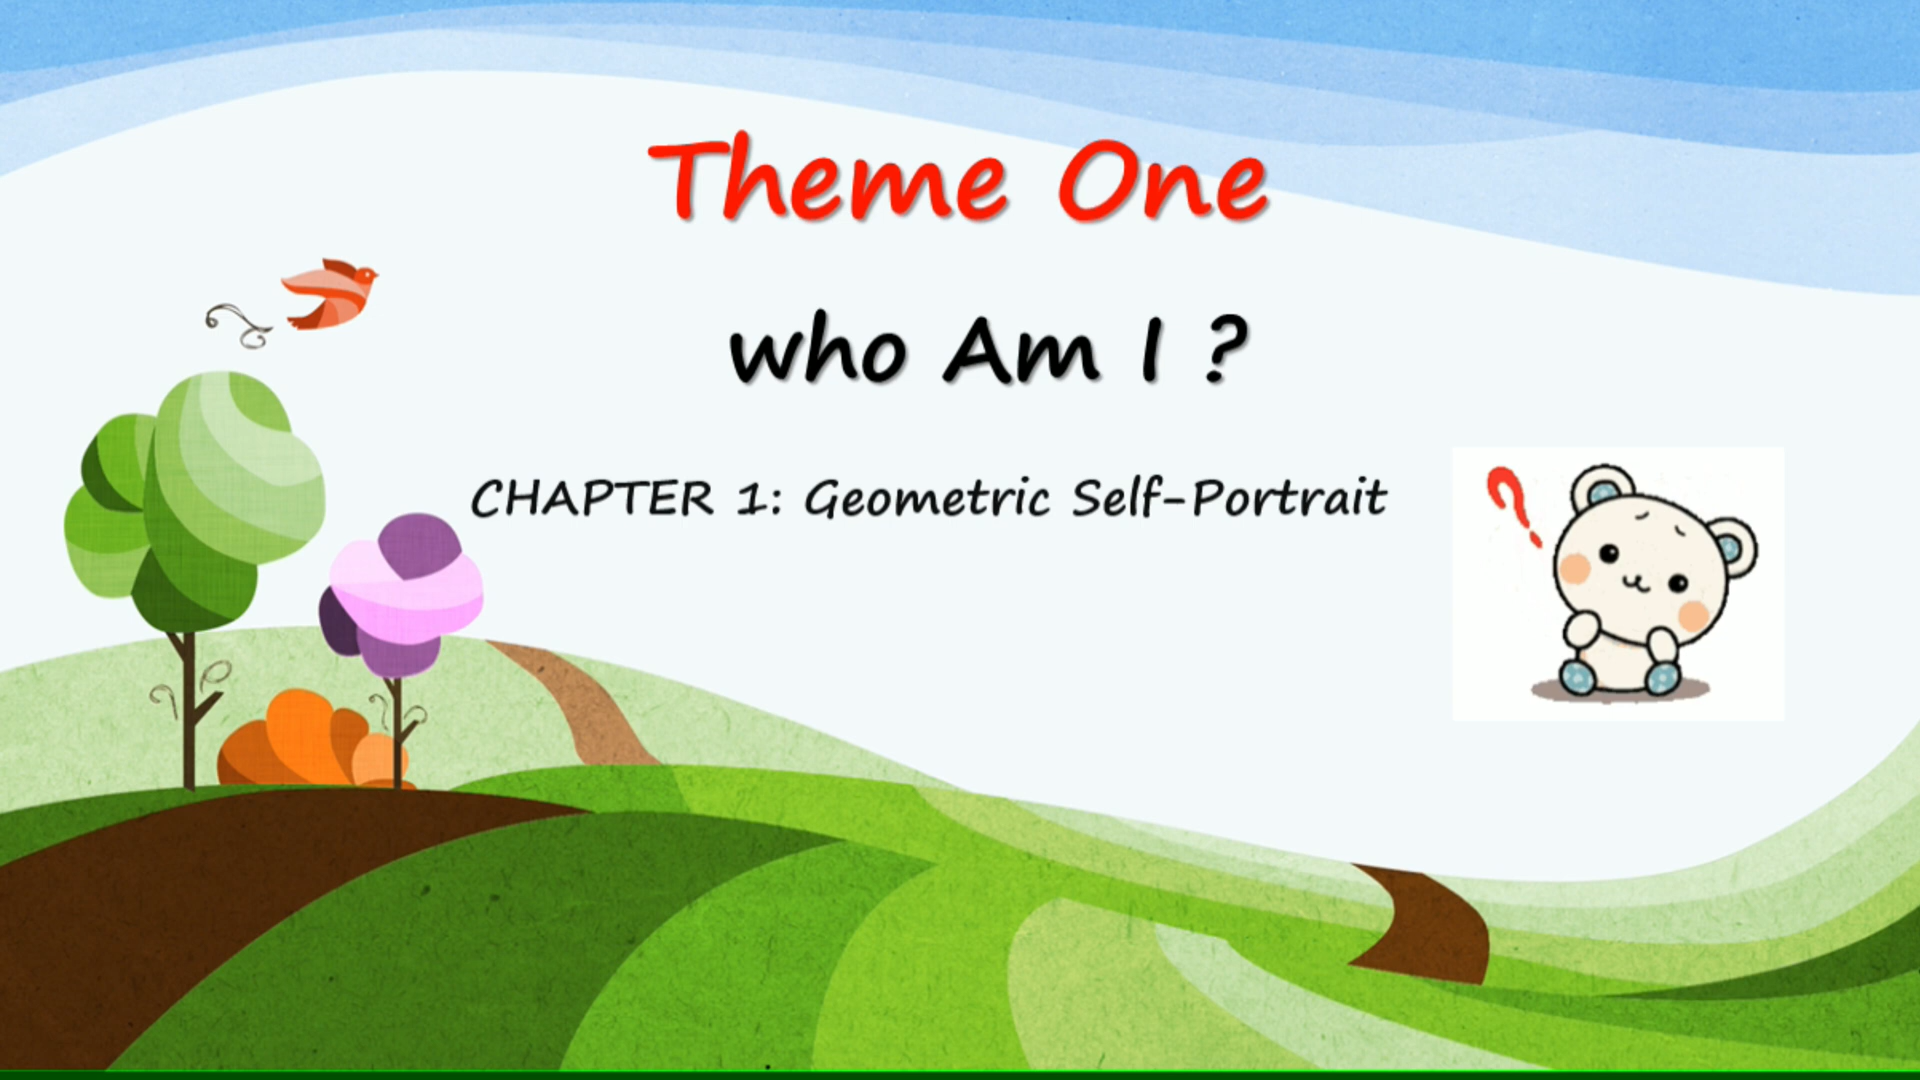 Theme One
who Am I ?
CHAPTER 1: Geometric Self-Portrait
?